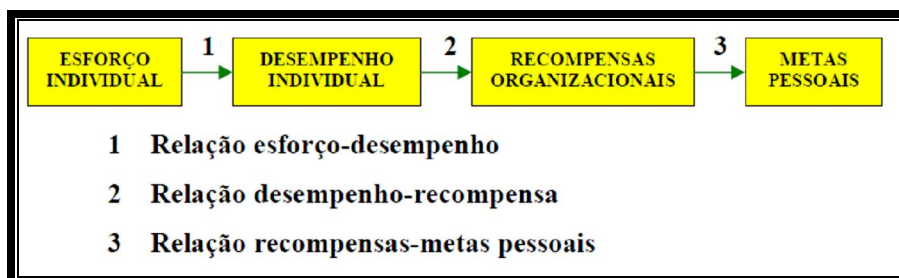 ESFORÇO
INDIVIDUAL
1
DESEMPENHO
INDIVIDUAL
2
RECOMPENSAS
ORGANIZACIONAIS
3
METAS
PESSOAIS
1 Relação esforço-desempenho
2 Relação desempenho-recompensa
3 Relação recompensas-metas pessoais